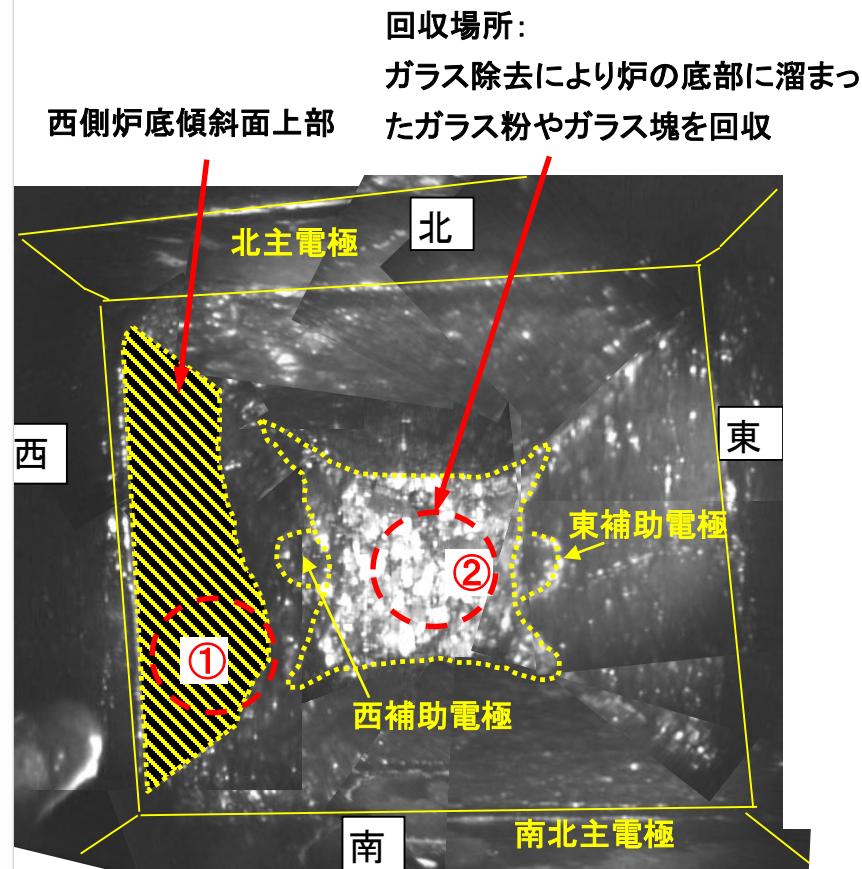 回収場所：
ガラス除去により炉の底部に溜まっ
たガラス粉やガラス塊を回収
西側炉底傾斜面上部
北
北主電極
西
東
東補助電極
②
①
西補助電極
南北主電極
南